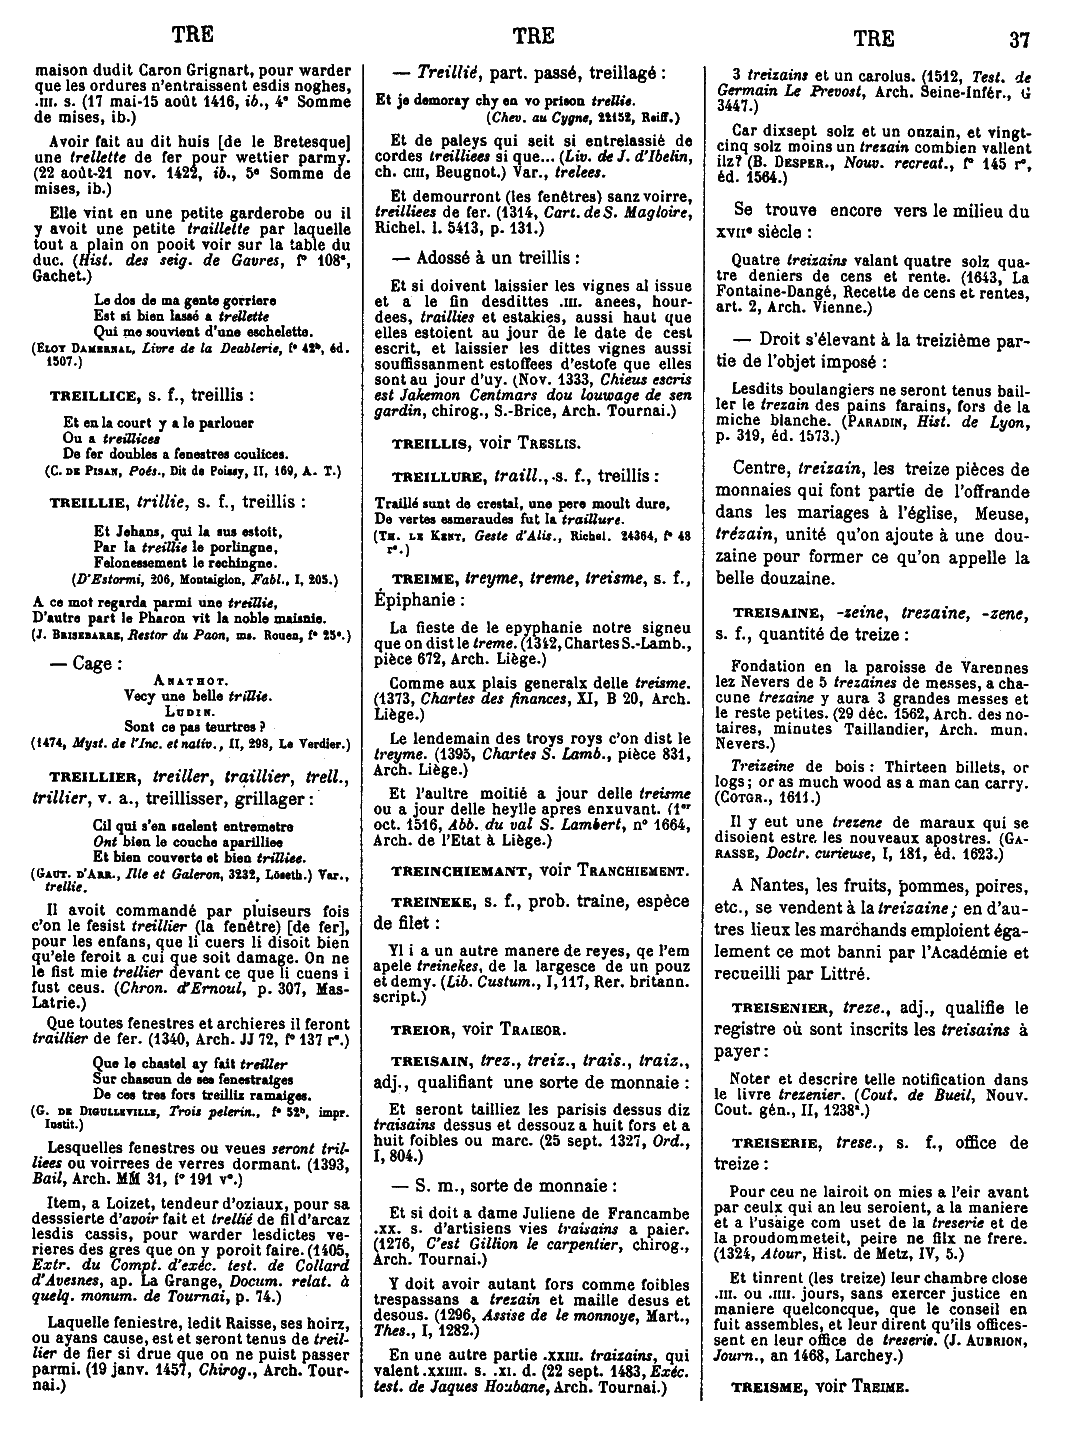 TRE
TRE
TRE
37
maison dudit Caron Grignart, pour warder
que les ordures n'entraissent esdis noghes,
.III. s. (17 mai-15 août 1416, ib., 4e Somme
de mises, ib.)
Avoir fait au dit huis [de le Bretesque]
une trellette de fer pour wettier parmy.
(22 août-21 nov. 1422, ib., 5e Somme de
mises, ib.)
Elle vint en une petite garderobe ou il
y avoit une petite traillette par laquelle
tout a plain on pooit voir sur la table du
duc. (Hist. des seig. de Gavres, f° 108a,
Gachet.)
Le dos de ma gente gorriere
Est si bien lassé a trellette
Qui me souvient d'une eschelette.
(ELOY DAMERNAL, Livre de la Deablerie, f° 42b, éd.
1507.)
TREILLICE, s. f., treillis :
Et en la court y a le parlouer
Ou a treillices
De fer doubles a fenestres coulices.
(C. DE PISAN, Poés., Dit de Poissy, II, 169, A. T.)
TREILLIE, trillie, s. f., treillis :
Et Jehans, qui la sus estoit,
Par la treillie le porlingne,
Felonessement le rechingne.
(D'Estormi, 206, Montaiglon, Fabl., I, 205.)
A ce mot regarda parmi une treillie,
D'autre part le Pharon vit la noble maisnie.
(J. BRISEBARRE, Restor du Paon, ms. Rouen, f° 25a.)
— Cage :
ANATHOT.
Vecy une belle trillie.
LUDIN.
Sont ce pas teurtres ?
(1474, Myst. de l'Inc. et nativ., II, 298, Le Verdier.)
TREILLIER, treiller, traillier, trell.,
trillier, v. a., treillisser, grillager :
Cil qui s'en suelent entremetre
Ont bien le couche aparilliee
Et bien couverte et bien trilliee.
(GAUT. D'ARR., Ille et Galeron, 3232, Löseth.) Var.,
trellie.
Il avoit commandé par pluiseurs fois
c'on le fesist treillier (la fenêtre) [de fer],
pour les enfans, que li cuers li disoit bien
qu'ele feroit a cui que soit damage. On ne
le fist mie trellier devant ce que li cuens i
fust ceus. (Chron. d'Ernoul, p. 307, Mas-
Latrie.)
Que toutes fenestres et archieres il feront
traillier de fer. (1340, Arch. JJ 72, f° 137 r°.)
Que le chastel ay fait treiller
Sur chascun de ses fenestraiges
De ces tres fors treilliz ramaiges.
(G. DE DIGULLEVILLE, Trois pelerin., f° 52b, impr.
Instit.)
Lesquelles fenestres ou veues seront tril-
liees ou voirrees de verres dormant. (1393,
Bail, Arch. MM 31, f° 191 v°.)
Item, a Loizet, tendeur d'oziaux, pour sa
desssierte d'avoir fait et trellié de fil d'arcaz
lesdis cassis, pour warder lesdictes ve-
rieres des gres que on y poroit faire. (1405,
Extr. du Compt. d'exéc. test. de Collard
d'Avesnes, ap. La Grange, Docum. relat. à
quelq. monum. de Tournai, p. 74.)
Laquelle feniestre, ledit Raisse, ses hoirz,
ou ayans cause, est et seront tenus de treil-
lier de fier si drue que on ne puist passer
parmi. (19 janv. 1457, Chirog., Arch. Tour-
nai.)
— Treillié, part. passé, treillagé :
Et je demoray chy en vo prison trellie.
(Chev. au Cygne, 22152, Reiff.)
Et de paleys qui seit si entrelassié de
cordes treilliees si que... (Liv. de J. d'Ibelin,
ch. CIII, Beugnot.) Var., trelees.
Et demourront (les fenêtres) sanz voirre,
treilliees de fer. (1314, Cart. de S. Magloire,
Richel. l. 5413, p. 131.)
— Adossé à un treillis :
Et si doivent laissier les vignes al issue
et a le fin desdittes .III. anees, hour-
dees, traillies et estakies, aussi haut que
elles estoient au jour de le date de cest
escrit, et laissier les dittes vignes aussi
souffissanment estoffees d'estofe que elles
sont au jour d'uy. (Nov. 1333, Chieus escris
est Jakemon Centmars dou louwage de sen
gardin, chirog., S.-Brice, Arch. Tournai.)
TREILLIS, voir TRESLIS.
TREILLURE, traill., s. f., treillis :
Traillé sunt de crestal, une pere moult dure,
De vertes esmeraudes fut la traillure.
(TH. LE KENT, Geste d'Alis., Richel. 24364, f° 48
r°.)
TREIME, treyme, treme, treisme, s. f.,
Épiphanie :
La fieste de le epyphanie notre signeu
que on dist le treme. (1342, Chartes S.-Lamb.,
pièce 672, Arch. Liège.)
Comme aux plais generalx delle treisme.
(1373, Chartes des finances, XI, B 20, Arch.
Liège.)
Le lendemain des troys roys c'on dist le
treyme. (1395, Chartes S. Lamb., pièce 831,
Arch. Liège.)
Et l'aultre moitié a jour delle treisme
ou a jour delle heylle apres enxuvant. (1er
oct. 1516, Abb. du val S. Lambert, n° 1664,
Arch. de l'Etat à Liège.)
TREINCHIEMANT, voir TRANCHIEMENT.
TREINEKE, s. f., prob. traine, espèce
de filet :
Yl i a un autre manere de reyes, qe l'em
apele treinekes, de la largesce de un pouz
et demy. (Lib. Custum., I, 117, Rer. britann.
script.)
TREIOR, voir TRAIEOR.
TREISAIN, trez., treiz., trais., traiz.,
adj., qualifiant une sorte de monnaie :
Et seront tailliez les parisis dessus diz
traisains dessus et dessouz a huit fors et a
huit foibles ou marc. (25 sept. 1327, Ord.,
I, 804.)
— S. m., sorte de monnaie :
Et si doit a dame Juliene de Francambe
.xx. s. d'artisiens vies traisains a paier.
(1276, C'est Gillion le carpentier, chirog.,
Arch. Tournai.)
Y doit avoir autant fors comme foibles
trespassans a trezain et maille desus et
desous. (1296, Assise de le monnoye, Mart.,
Thes., I, 1282.)
En une autre partie .XXIII. traizains, qui
valent .XXIIII. s. .XI. d. (22 sept. 1483, Exéc.
test. de Jaques Houbane, Arch. Tournai.)
3 treizains et un carolus. (1512, Test. de
Germain Le Prevost, Arch. Seine-Infér., G
3447.)
Car dixsept solz et un onzain, et vingt-
cinq solz moins un trezain combien vallent
ilz? (B. DESPER., Nouv. recreat., f° 145 r°,
éd. 1564.)
Se trouve encore vers le milieu du
XVIIe siècle :
Quatre treizains valant quatre solz qua-
tre deniers de cens et rente. (1643, La
Fontaine-Dangé, Recette de cens et rentes,
art. 2, Arch. Vienne.)
— Droit s'élevant à la treizième par-
tie de l'objet imposé :
Lesdits boulangiers ne seront tenus bail-
ler le trezain des pains farains, fors de la
miche blanche. (PARADIN, Hist. de Lyon,
p. 319, éd. 1573.)
Centre, treizain, les treize pièces de
monnaies qui font partie de l'offrande
dans les mariages à l'église, Meuse,
trézain, unité qu'on ajoute à une dou-
zaine pour former ce qu'on appelle la
belle douzaine.
TREISAINE, -zeine, trezaine, -zene,
s. f., quantité de treize :
Fondation en la paroisse de Varennes
lez Nevers de 5 trezaines de messes, a cha-
cune trezaine y aura 3 grandes messes et
le reste petites. (29 déc. 1562, Arch. des no-
taires, minutes Taillandier, Arch. mun.
Nevers.)
Treizeine de bois : Thirteen billets, or
logs; or as much wood as a man can carry.
(COTGR., 1611.)
Il y eut une trezene de maraux qui se
disoient estre les nouveaux apostres. (GA-
RASSE, Doctr. curieuse, I, 181, éd. 1623.)
A Nantes, les fruits, pommes, poires,
etc., se vendent à la treizaine; en d'au-
tres lieux les marchands emploient éga-
lement ce mot banni par l'Académie et
recueilli par Littré.
TREISENIER, treze., adj., qualifie le
registre où sont inscrits les treisains à
payer :
Noter et descrire telle notification dans
le livre trezenier. (Cout. de Bueil, Nouv.
Cout. gén., II, 1238a.)
TREISERIE, trese., s. f., office de
treize :
Pour ceu ne lairoit on mies a l'eir avant
par ceulx qui an leu seroient, a la maniere
et a l'usaige com uset de la treserie et de
la proudommeteit, peire ne filx ne frere.
(1324, Atour, Hist. de Metz, IV, 5.)
Et tinrent (les treize) leur chambre close
.III. ou .IIII. jours, sans exercer justice en
maniere quelconcque, que le conseil en
fuit assembles, et leur dirent qu'ils offices-
sent en leur office de treserie. (J. AUBRION,
Journ., an 1468, Larchey.)
TREISME, voir TREIME.